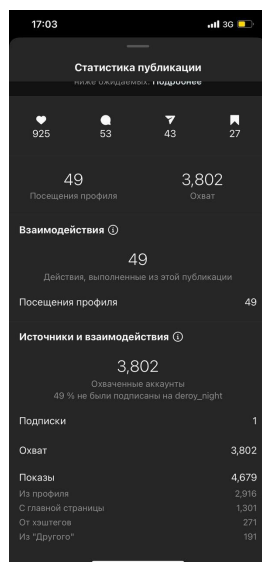 17:03
3G
Статистика публикации
ниже ожидаемых. Подробнее
925 53 43 27
49 3,802
Посещения профиля Охват
Взаимодействия
49
Действия, выполненные из этой публикации
Посещения профиля 49
Источники и взаимодействия
3,802
Охваченные аккаунты
49 % не были подписаны на deroy_night
Подписки 1
Охват 3,802
Показы 4,679
Из профиля 2,916
С главной страницы 1,301
От хэштегов 271
Из "Другого" 191